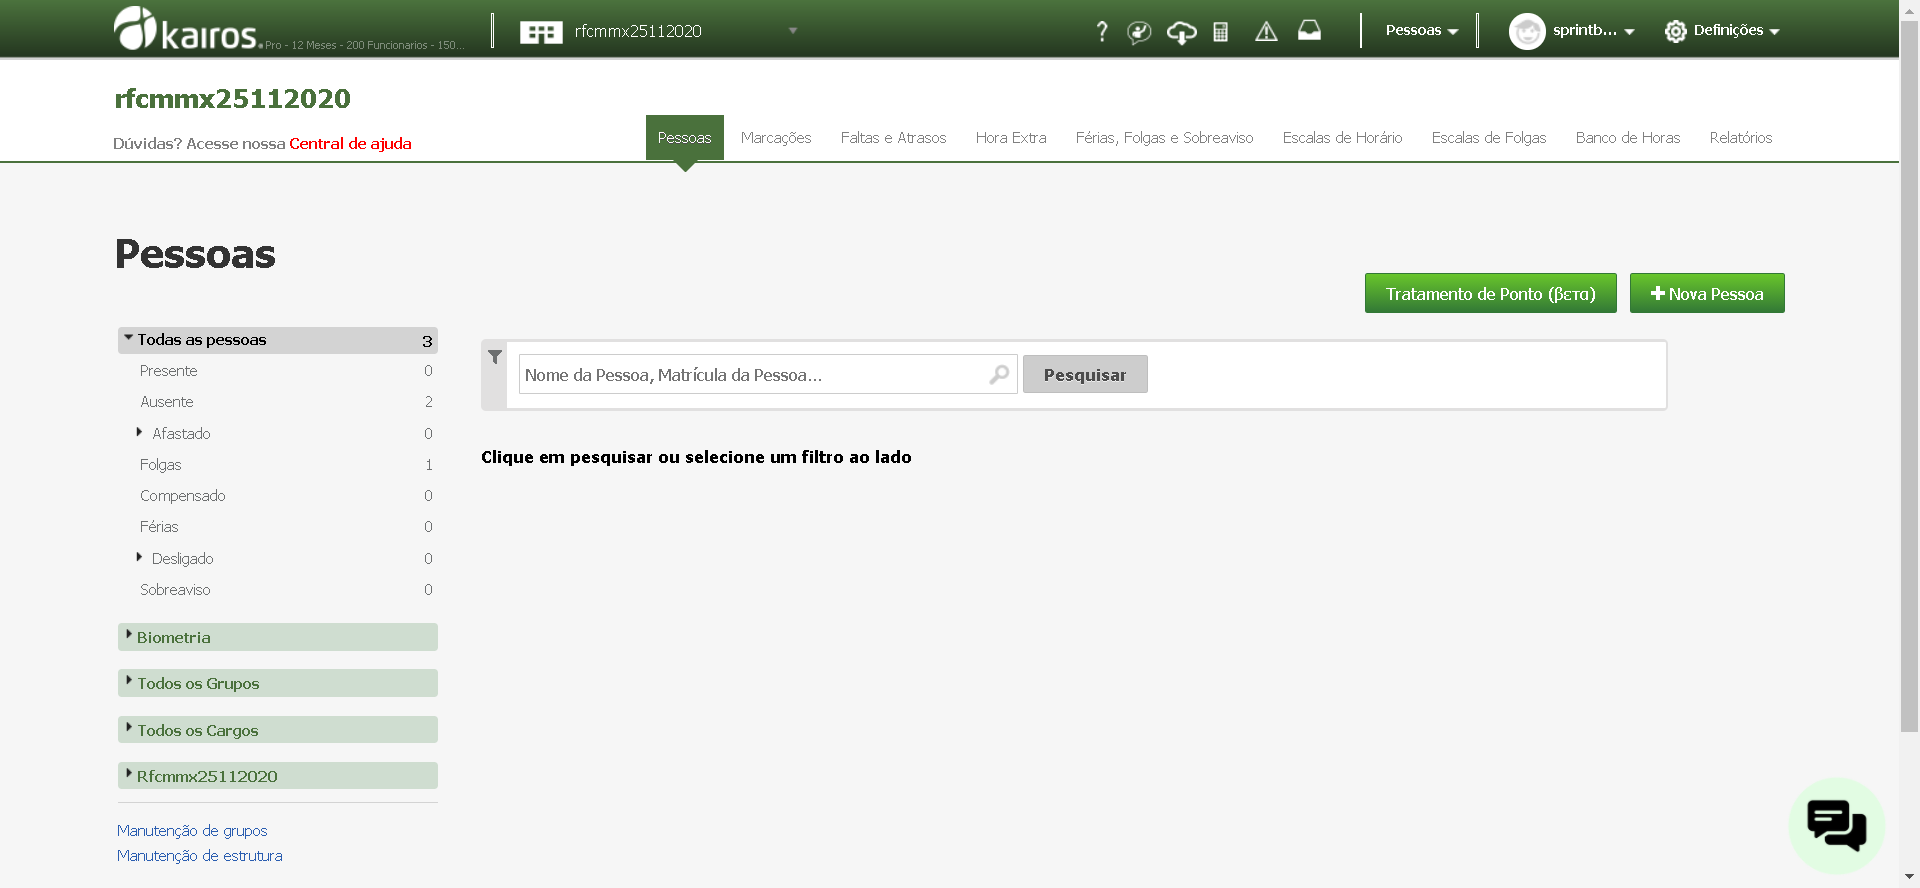 kairos. Pro - 12 Meses - 200 Funcionarios - 150...
rfcmmx25112020
?
Pessoas
sprintb...
Definições
rfcmmx25112020
Dúvidas? Acesse nossa Central de ajuda
Pessoas
Marcações
Faltas e Atrasos
Hora Extra
Férias, Folgas e Sobreaviso
Escalas de Horário
Escalas de Folgas
Banco de Horas
Relatórios
Pessoas
Tratamento de Ponto (βετα)
+ Nova Pessoa
Todas as pessoas 3
Presente 0
Ausente 2
Afastado 0
Folgas 1
Compensado 0
Férias 0
Desligado 0
Sobreaviso 0
Biometria
Todos os Grupos
Todos os Cargos
Rfcmmx25112020
Manutenção de grupos
Manutenção de estrutura
Nome da Pessoa, Matrícula da Pessoa...
Pesquisar
Clique em pesquisar ou selecione um filtro ao lado